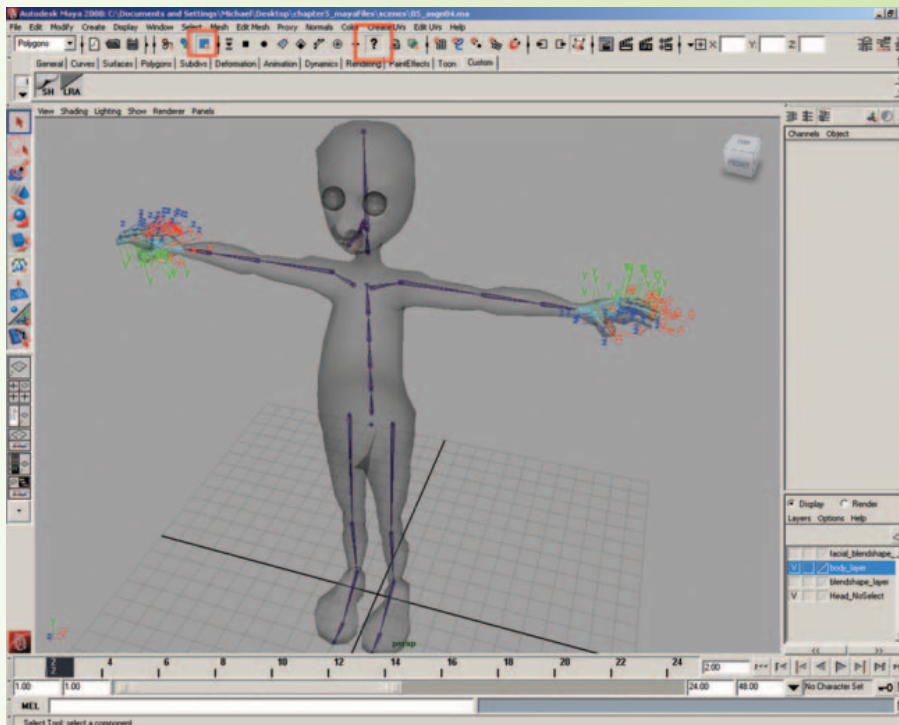 Autodesk Maya 2008: C:\Documents and Settings\Michael\Desktop\chapter5_mayaFiles\scenes\05_asgn04.ma
File Edit Modify Create Display Window Select Mesh Edit Mesh Proxy Normals Color Create UVs Edit UVs Help
Polygons X: Y: Z:
General Curves Surfaces Polygons Subdivs Deformation Animation Dynamics Rendering PaintEffects Toon Custom
SH LRA
View Shading Lighting Show Renderer Panels
Channels Object
FRONT
persp
Display Render
Layers Options Help
facial_blendshape_
V body_layer
blendshape_layer
V Head_NoSelect
2 4 6 8 10 12 14 16 18 20 22 24 2.00
2
1.00 1.00 24.00 48.00 No Character Set
MEL
Select Tool: select a component